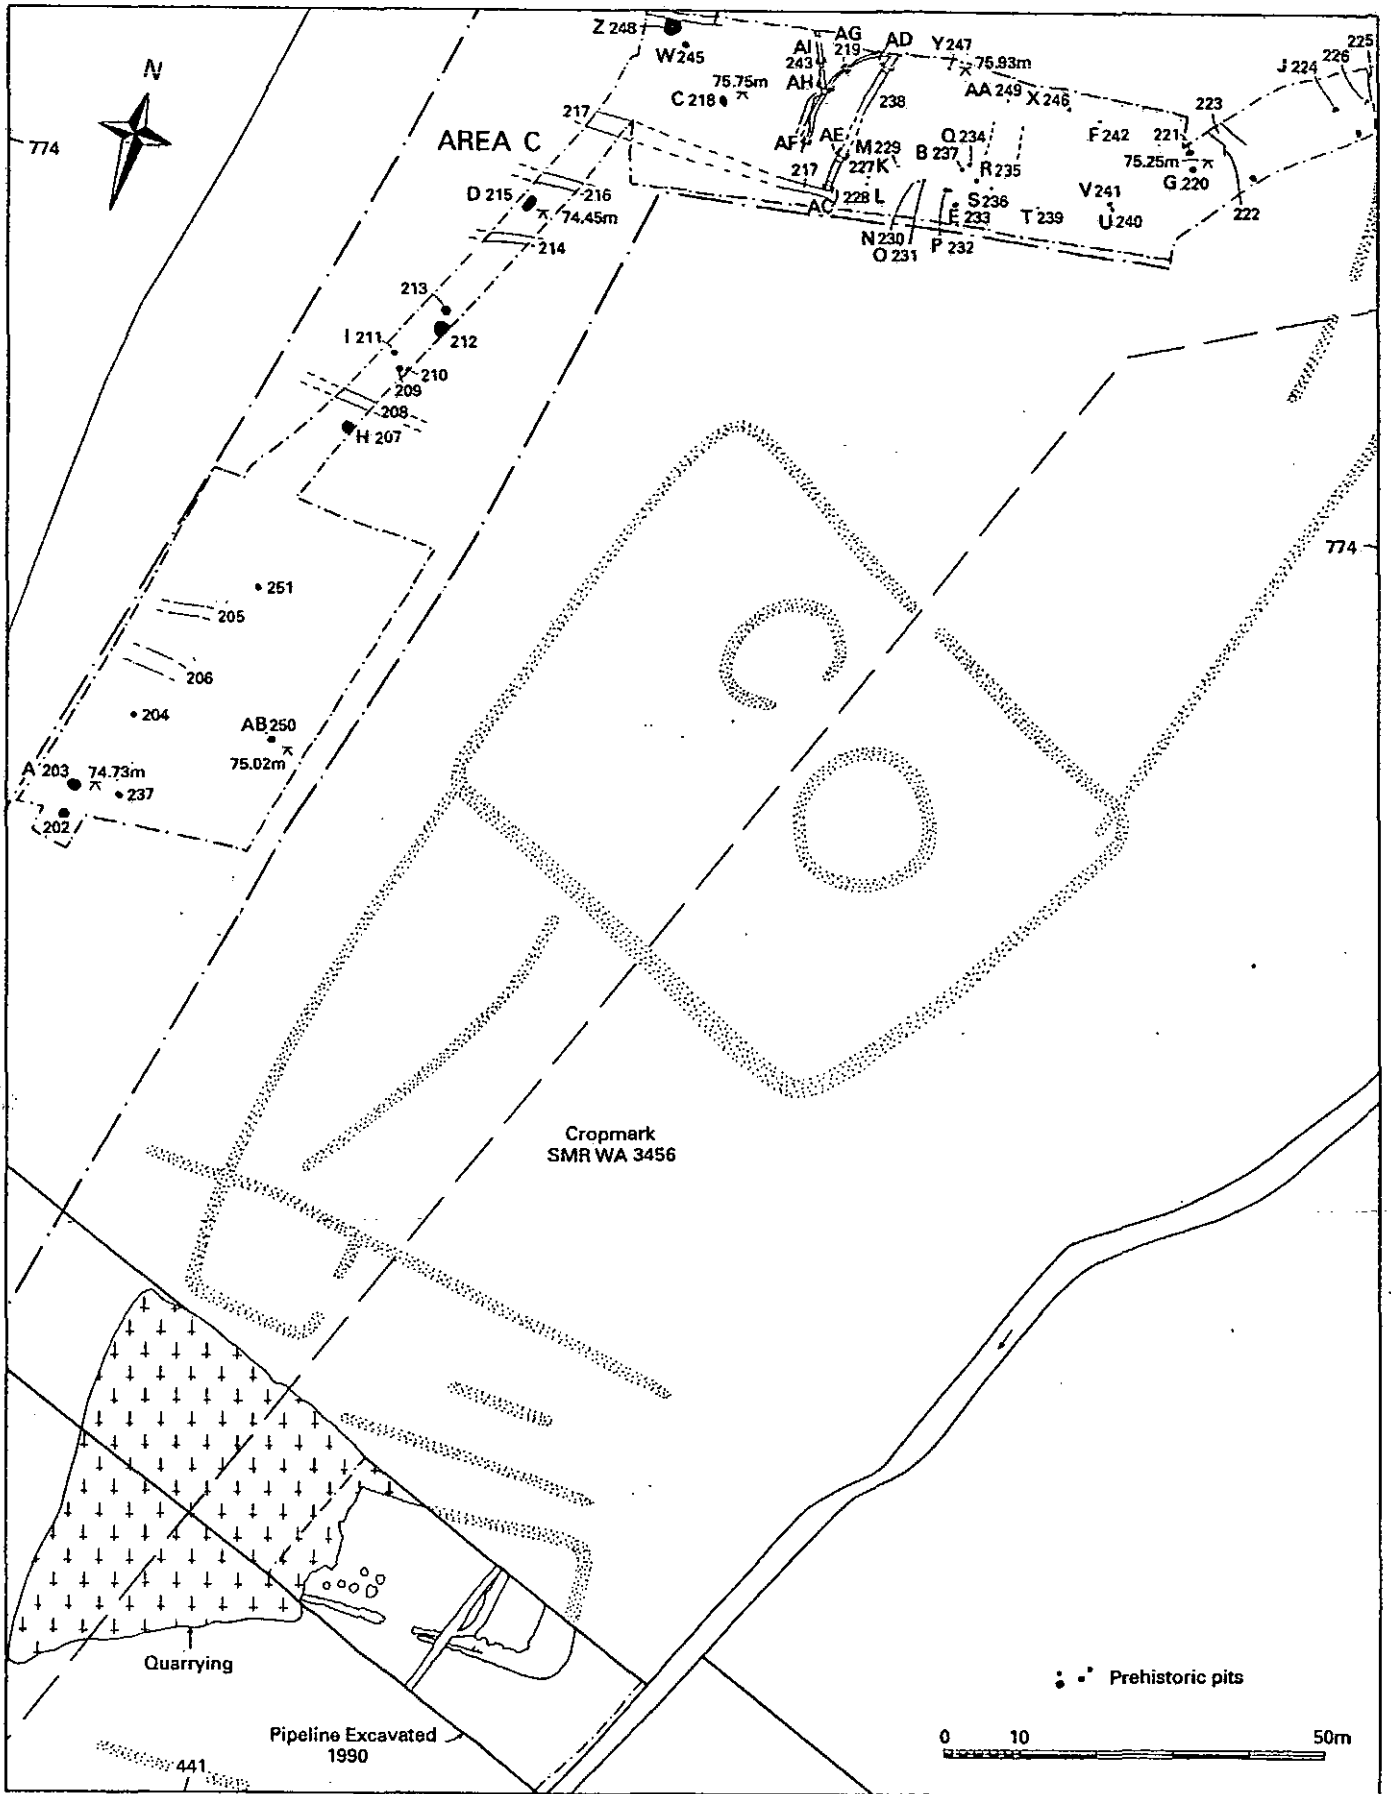 N
774
AREA C
Z 248
W 245
C 218
75.75m
AI
243
AH
AG
219
AD
Y 247
75.93m
AA 249
X 246
238
AF
AE
217
217
M 229
227
K
B
Q 234
237
R 235
F 242
221
223
75.25m
G 220
222
J 224
226
225
AC
228
L
N 230
O 231
P 232
E 233
S 236
T 239
V 241
U 240
D 215
216
74.45m
214
213
212
I 211
210
209
208
H 207
774
251
205
206
204
AB 250
75.02m
A 203
74.73m
237
202
Cropmark
SMR WA 3456
Quarrying
Pipeline Excavated
1990
441
Prehistoric pits
0 10 50m